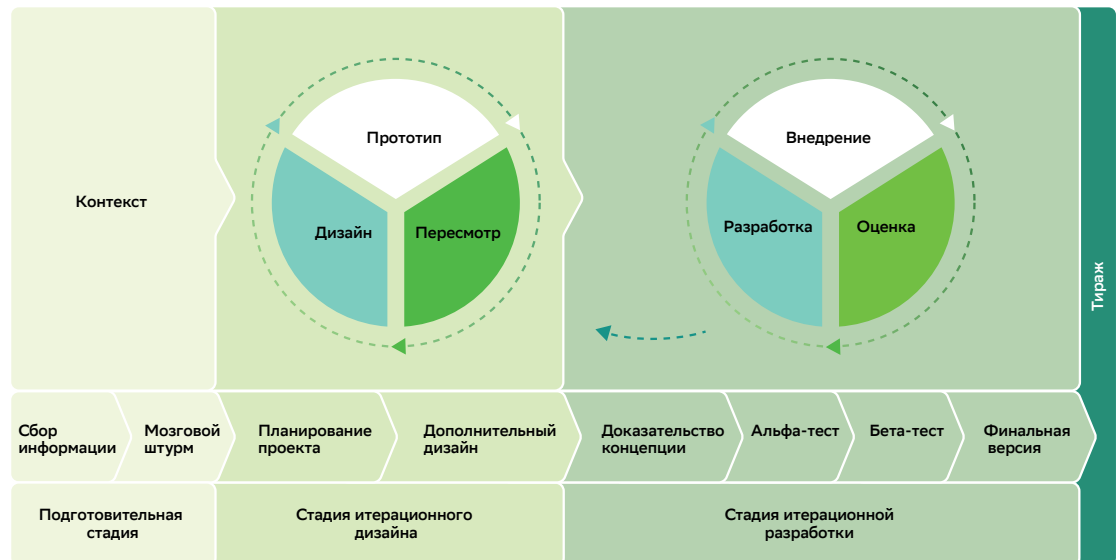 Контекст
Прототип
Дизайн
Пересмотр
Внедрение
Разработка
Оценка
Тираж
Сбор
информации
Мозговой
штурм
Планирование
проекта
Дополнительный
дизайн
Доказательство
концепции
Альфа-тест
Бета-тест
Финальная
версия
Подготовительная
стадия
Стадия итерационного
дизайна
Стадия итерационной
разработки